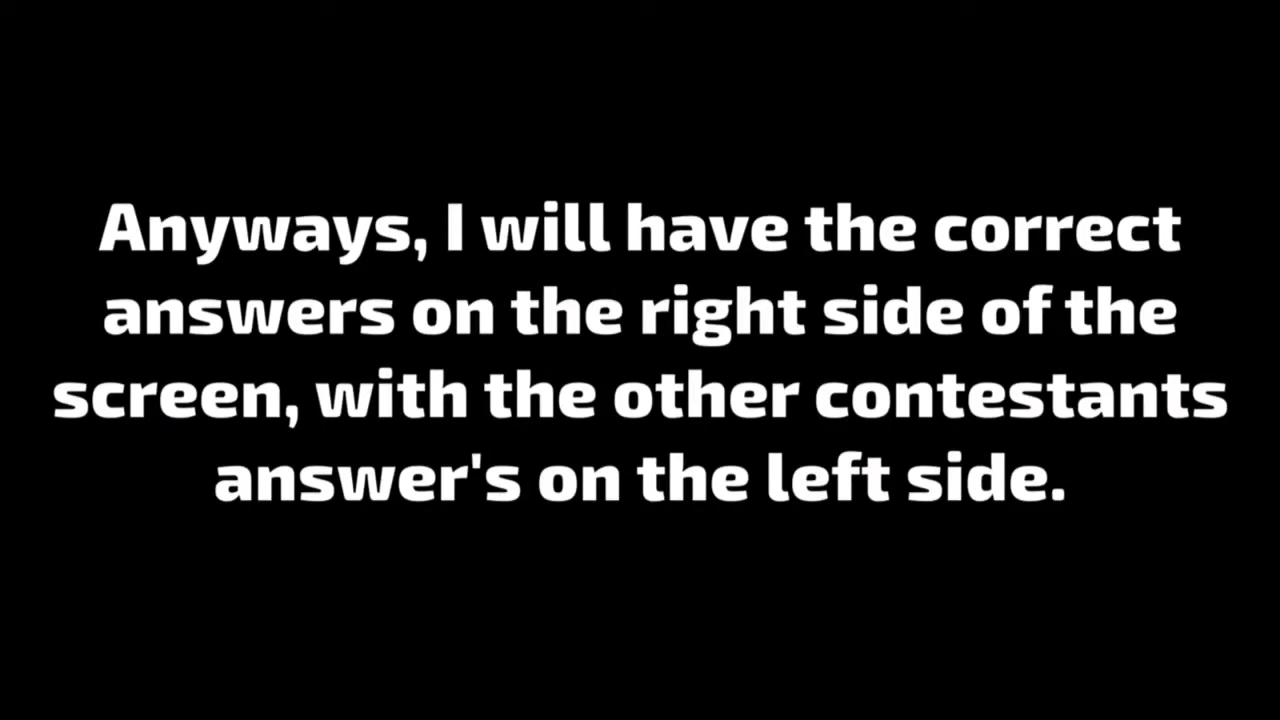 Anyways, I will have the correct
answers on the right side of the
screen, with the other contestants
answer's on the left side.